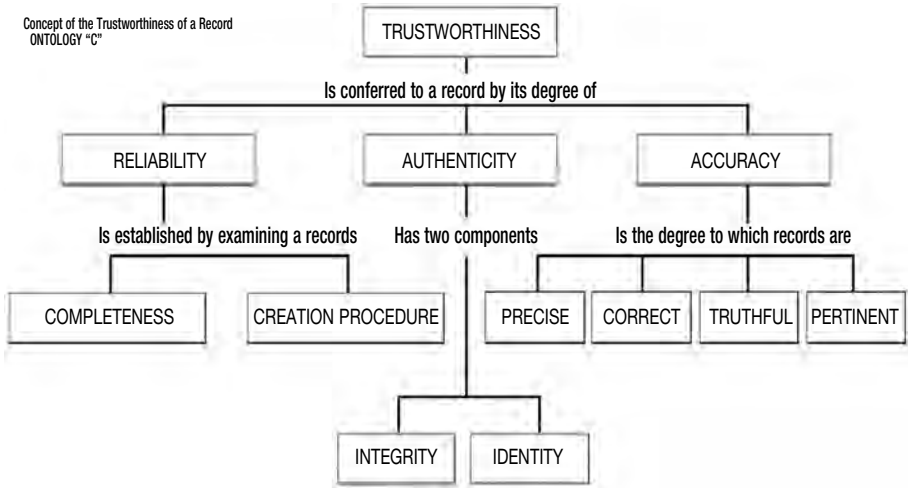 Concept of the Trustworthiness of a Record
ONTOLOGY “C”
TRUSTWORTHINESS
Is conferred to a record by its degree of
RELIABILITY
AUTHENTICITY
ACCURACY
Is established by examining a records
Has two components
Is the degree to which records are
COMPLETENESS
CREATION PROCEDURE
PRECISE
CORRECT
TRUTHFUL
PERTINENT
INTEGRITY
IDENTITY